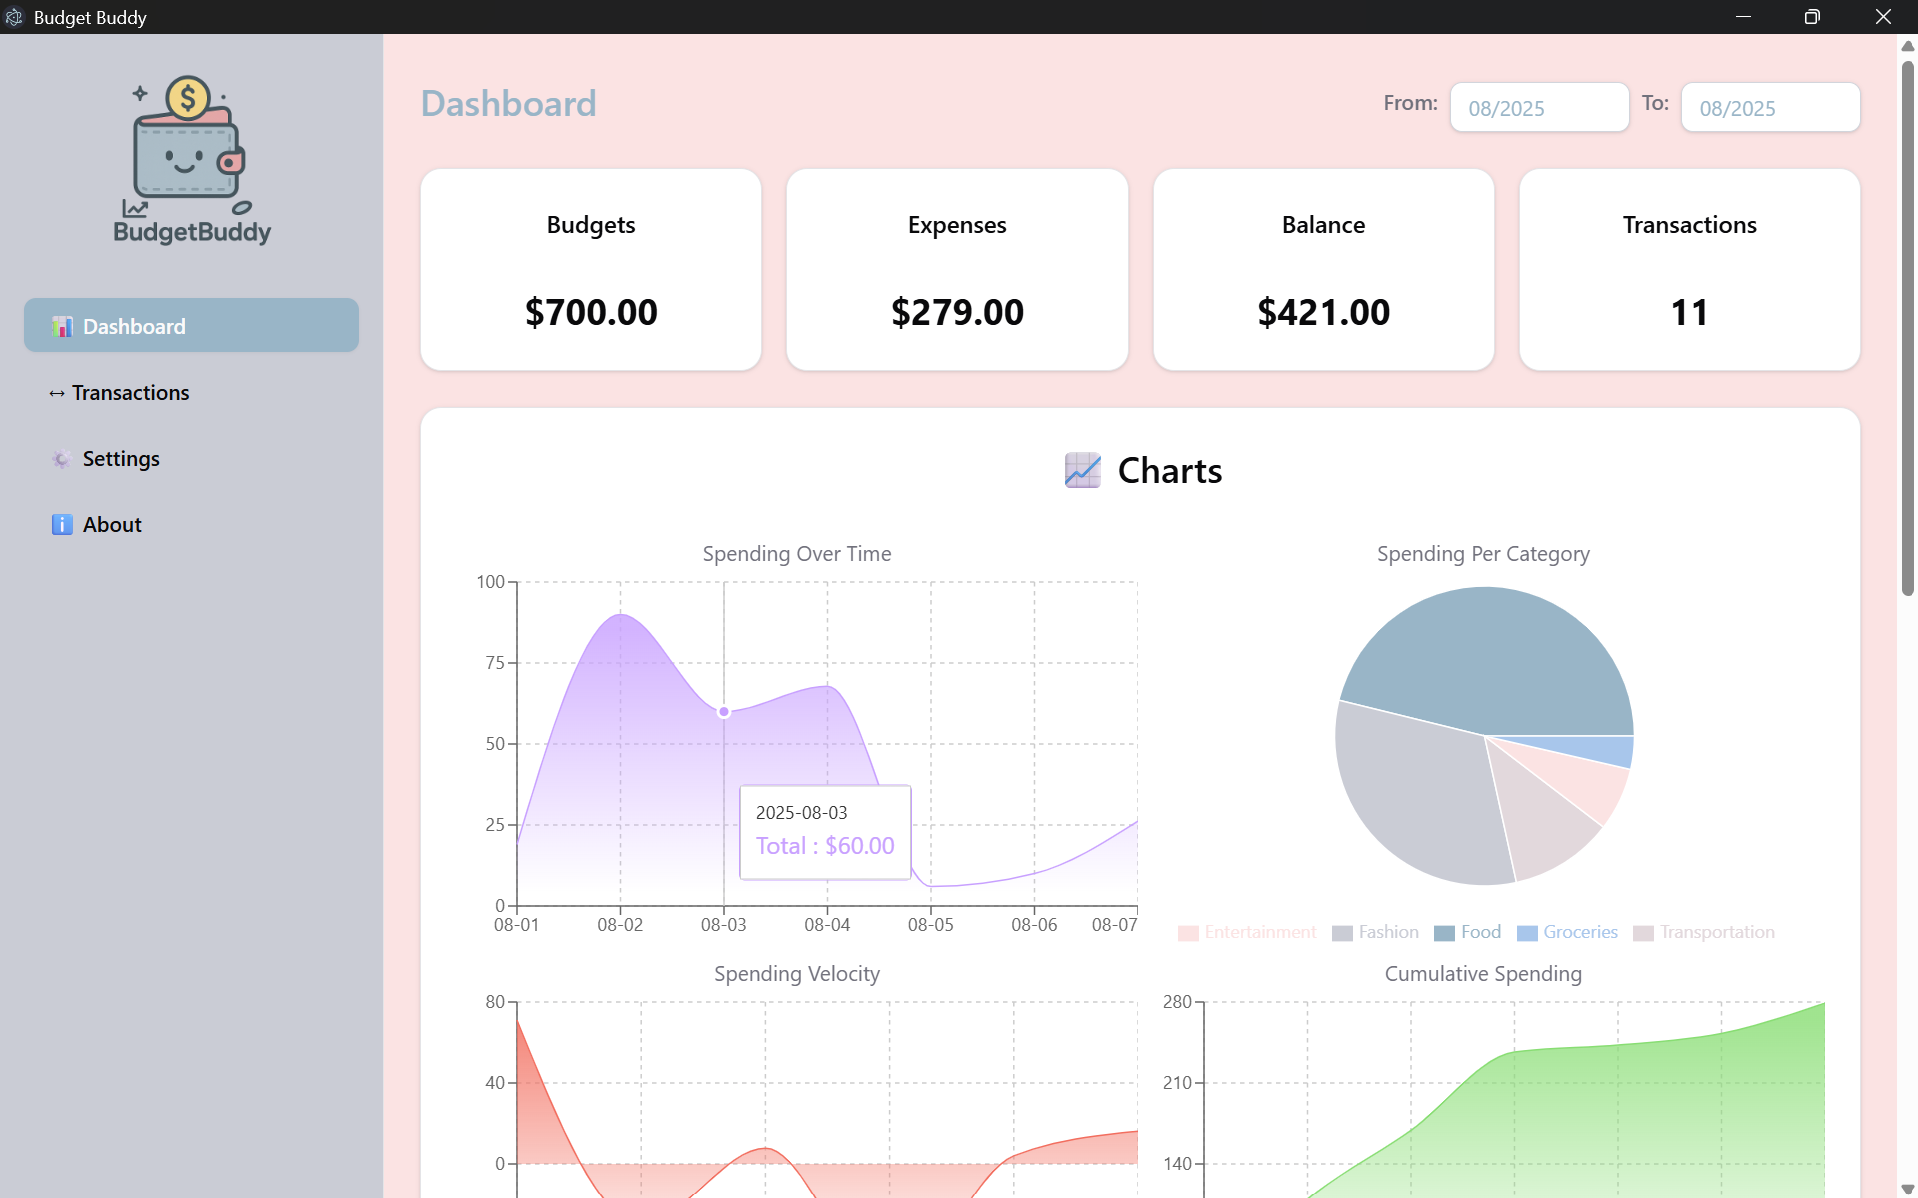 Budget Buddy
$
BudgetBuddy
Dashboard
↔ Transactions
Settings
i About
Dashboard
From: 08/2025 To: 08/2025
Budgets
$700.00
Expenses
$279.00
Balance
$421.00
Transactions
11
Charts
Spending Over Time
100
75
50
25
0
08-01 08-02 08-03 08-04 08-05 08-06 08-07
2025-08-03
Total : $60.00
Spending Per Category
Entertainment Fashion Food Groceries Transportation
Spending Velocity
80
40
0
Cumulative Spending
280
210
140